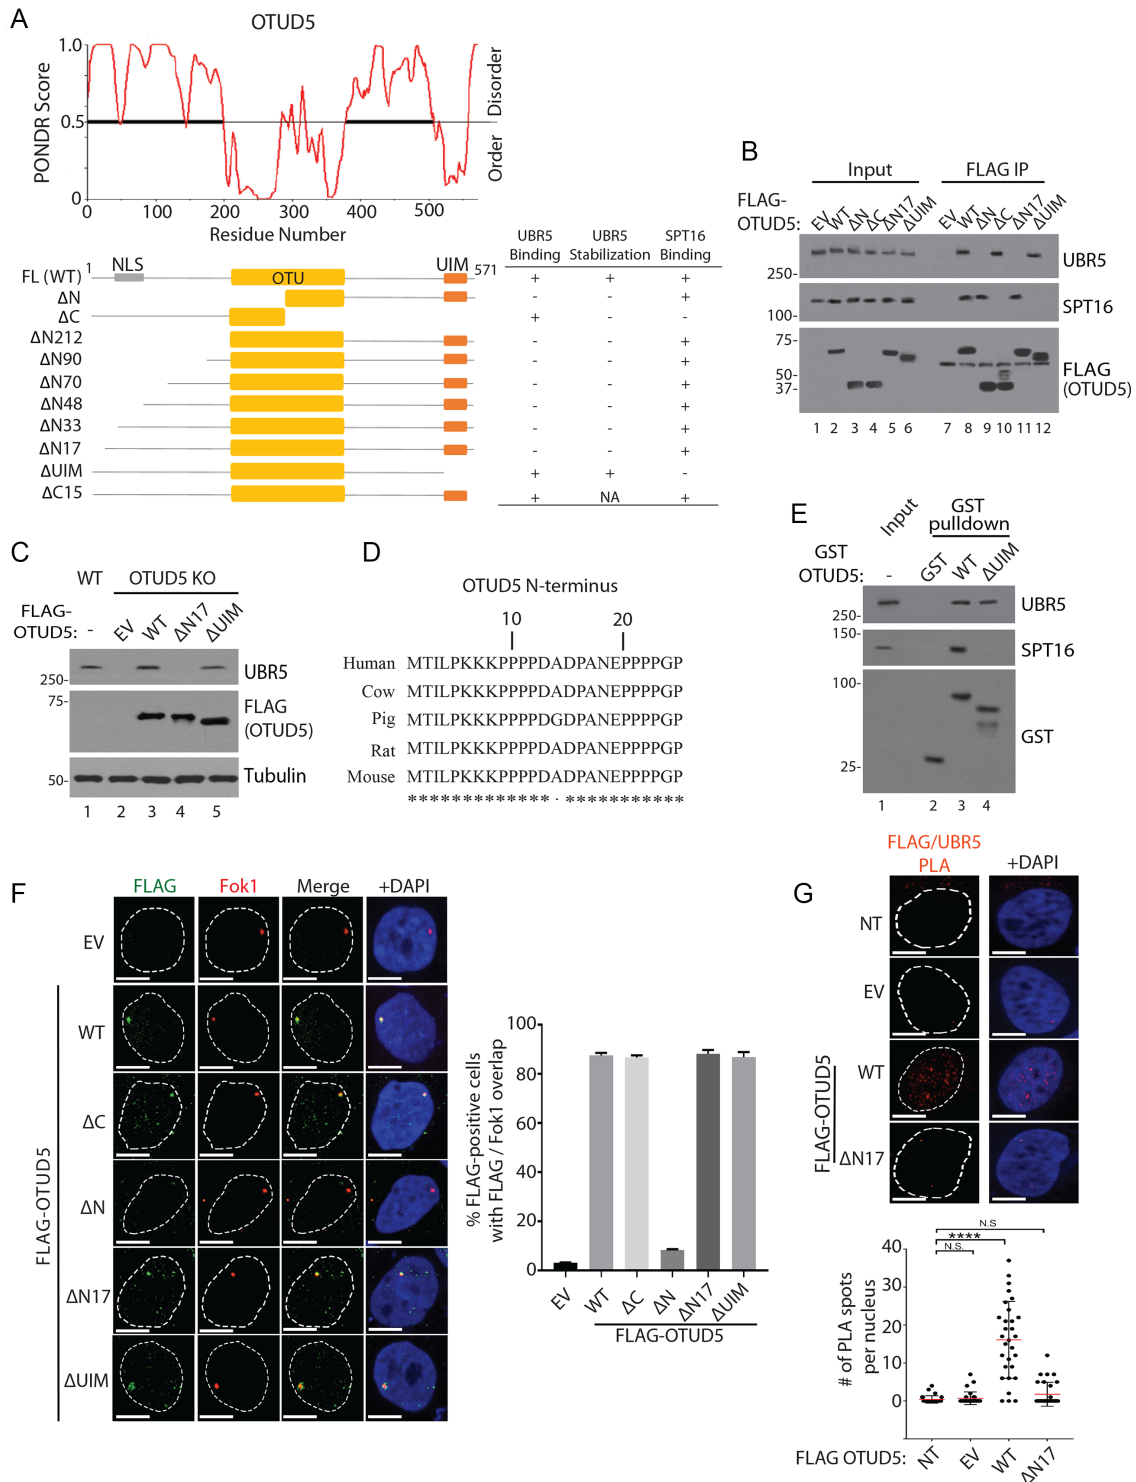 A
OTUD5
PONDR Score
1.0
0.5
0
Disorder
Order
0 100 200 300 400 500
Residue Number
UBR5 Binding
UBR5 Stabilization
SPT16 Binding
FL (WT) 1 NLS OTU UIM 571 + + +
ΔN - - +
ΔC + - -
ΔN212 - - +
ΔN90 - - +
ΔN70 - - +
ΔN48 - - +
ΔN33 - - +
ΔN17 - - +
ΔUIM + + -
ΔC15 + NA +
B
Input FLAG IP
FLAG-
OTUD5: EV WT ΔN ΔC ΔN17 ΔUIM EV WT ΔN ΔC ΔN17 ΔUIM
UBR5
250-
SPT16
100-
75-
50-
37-
FLAG
(OTUD5)
1 2 3 4 5 6 7 8 9 10 11 12
C
WT OTUD5 KO
FLAG-
OTUD5: - EV WT ΔN17 ΔUIM
UBR5
250-
75-
FLAG
(OTUD5)
50-
Tubulin
1 2 3 4 5
D
OTUD5 N-terminus
10 20
Human MTILPKKKPPPPDADPANEPPPPGP
Cow MTILPKKKPPPPDADPANEPPPPGP
Pig MTILPKKKPPPPDGDPANEPPPPGP
Rat MTILPKKKPPPPDADPANEPPPPGP
Mouse MTILPKKKPPPPDADPANEPPPPGP
*************.***********
E
Input
GST
pulldown
GST
OTUD5: - GST WT ΔUIM
UBR5
250-
150-
SPT16
100-
GST
25-
1 2 3 4
F
FLAG Fok1 Merge +DAPI
EV
WT
ΔC
ΔN
ΔN17
ΔUIM
FLAG-OTUD5
% FLAG-positive cells
with FLAG / Fok1 overlap
100
80
60
40
20
0
EV WT ΔC ΔN ΔN17 ΔUIM
FLAG-OTUD5
G
FLAG/UBR5
PLA
+DAPI
NT
EV
WT
ΔN17
FLAG-OTUD5
N.S
****
N.S.
# of PLA spots
per nucleus
40
30
20
10
0
FLAG OTUD5: NT EV WT ΔN17